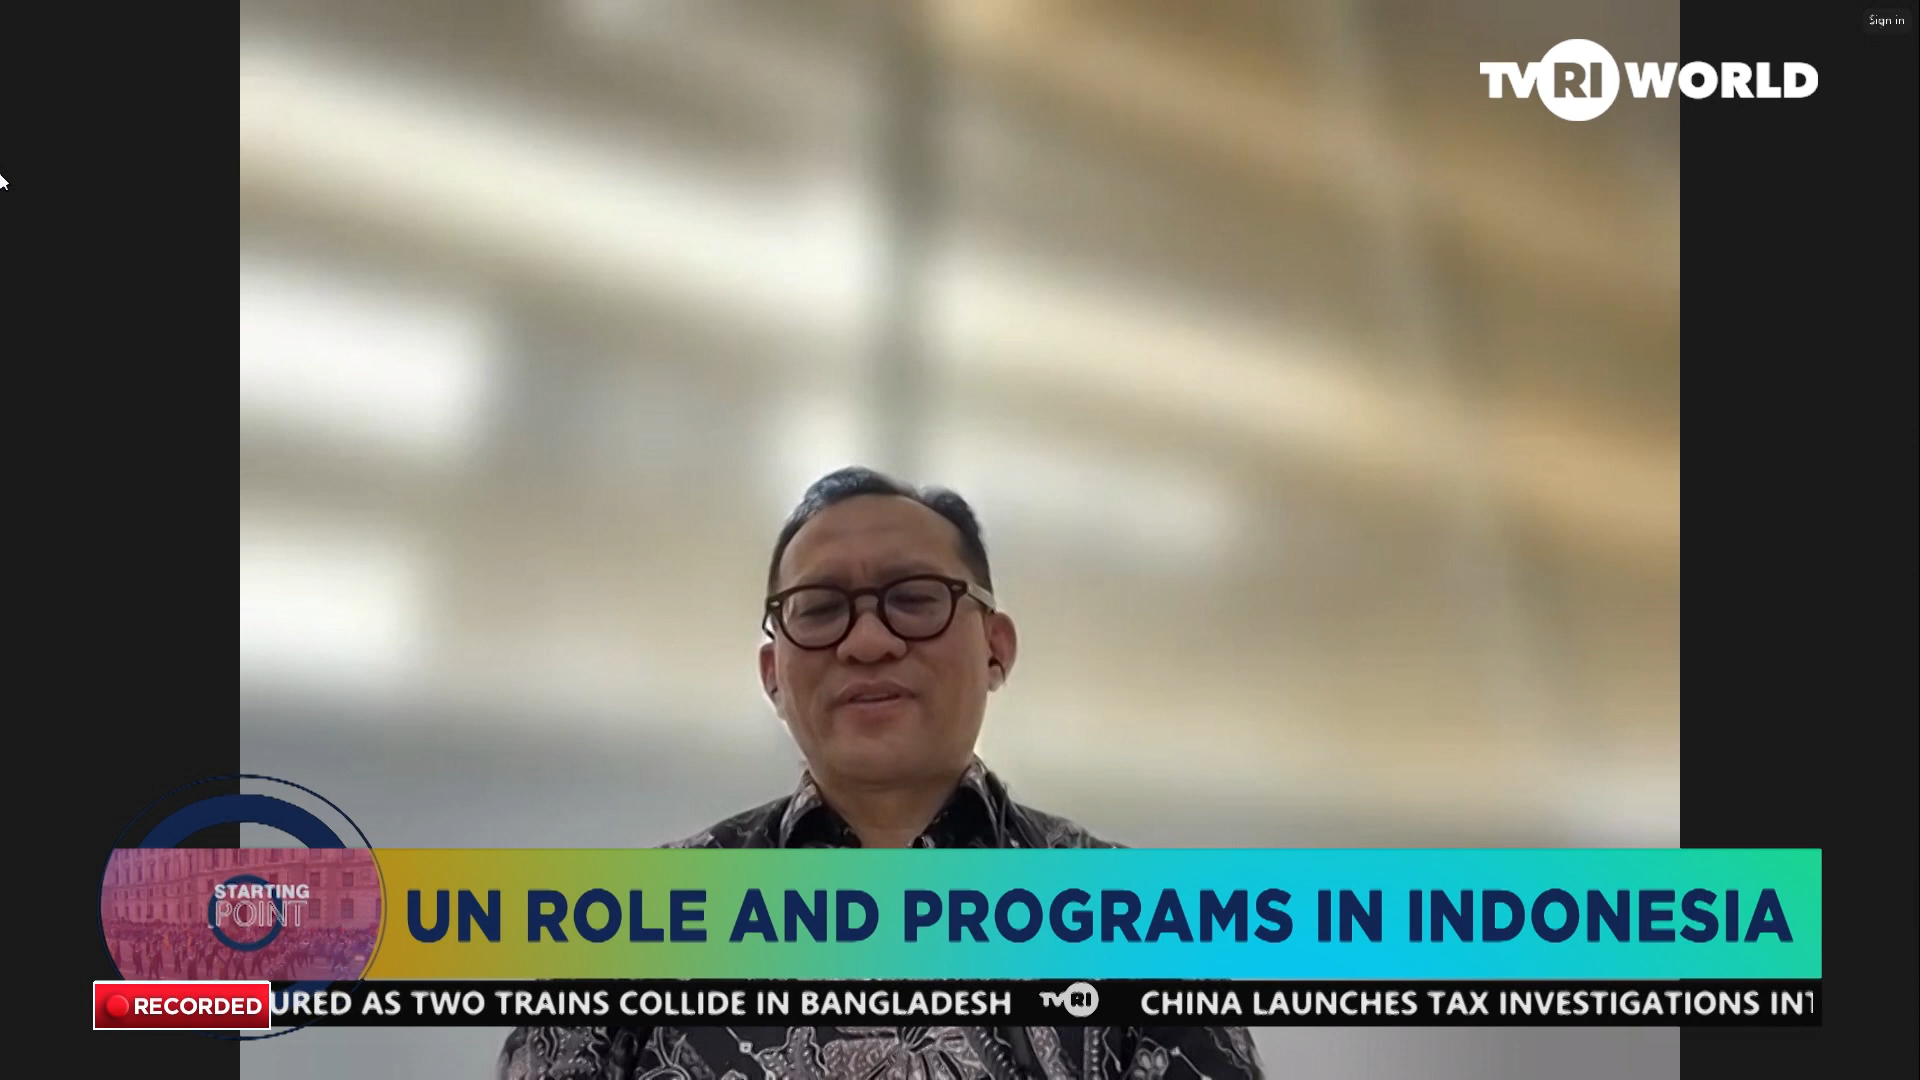 Sign in
TVRI WORLD
STARTING
POINT
UN ROLE AND PROGRAMS IN INDONESIA
RECORDED
URED AS TWO TRAINS COLLIDE IN BANGLADESH TVRI CHINA LAUNCHES TAX INVESTIGATIONS INT